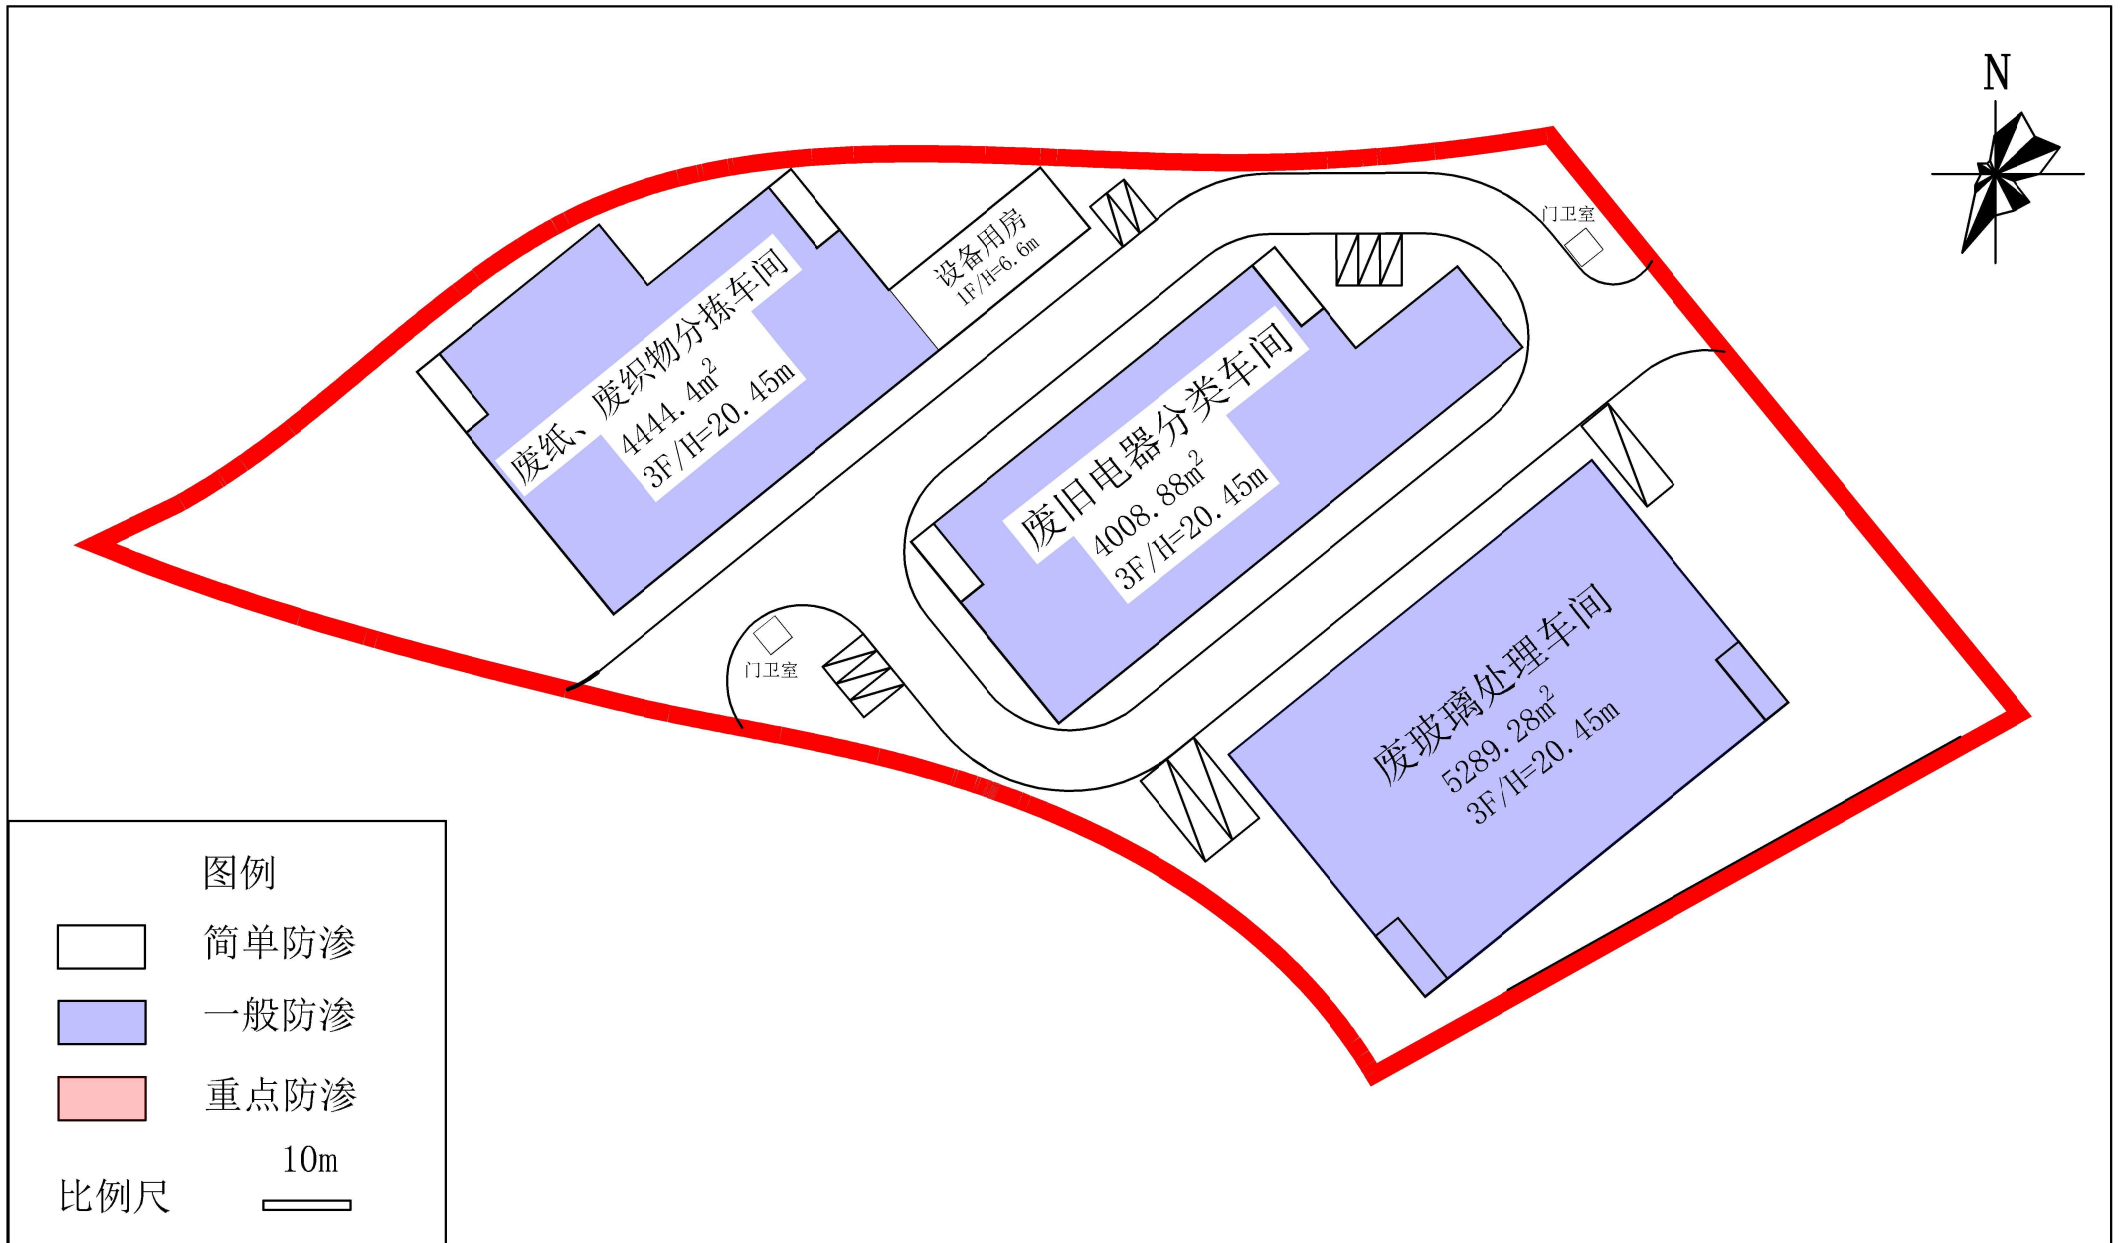 N
门卫室
设备用房
1F/H=6.6m
废纸、废织物分拣车间
4444.4m²
3F/H=20.45m
废旧电器分类车间
4008.88m²
3F/H=20.45m
废玻璃处理车间
5289.28m²
3F/H=20.45m
门卫室
图例
简单防渗
一般防渗
重点防渗
10m
比例尺